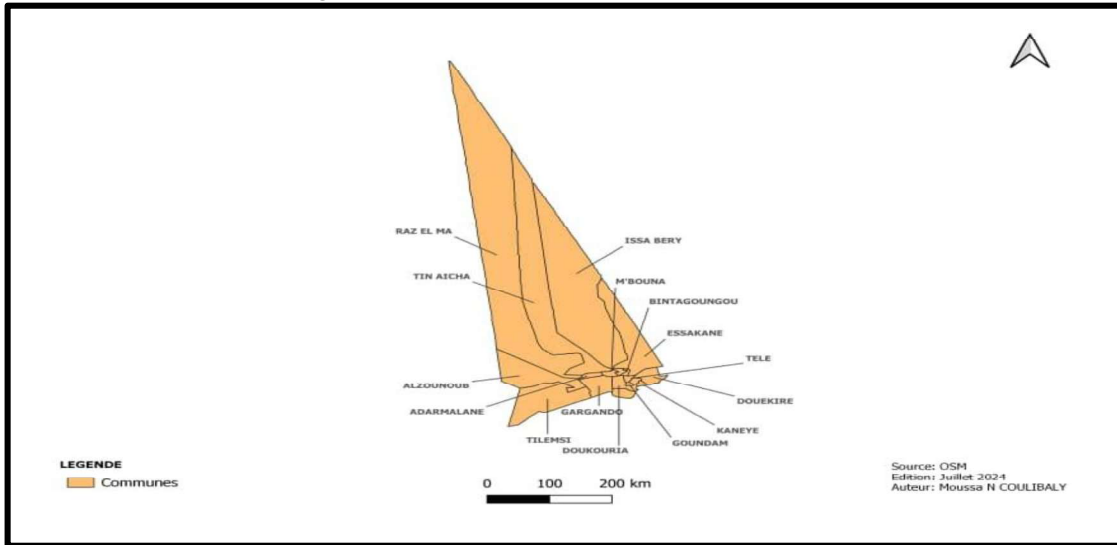 RAZ EL MA
ISSA BERY
TIN AICHA
M'BOUNA
BINTAGOUNGOU
ESSAKANE
TELE
ALZOUNOUB
DOUEKIRE
ADARMALANE
GARGANDO
KANEYE
TILEMSI
GOUNDAM
DOUKOURIA
LEGENDE
Communes
0 100 200 km
Source: OSM
Edition: Juillet 2024
Auteur: Moussa N COULIBALY